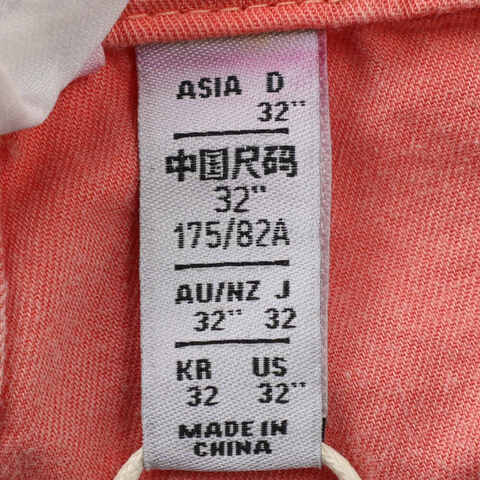 ASIA D
32"
中国尺码
32"
175/82A
AU/NZ J
32" 32
KR US
32 32"
MADE IN
CHINA